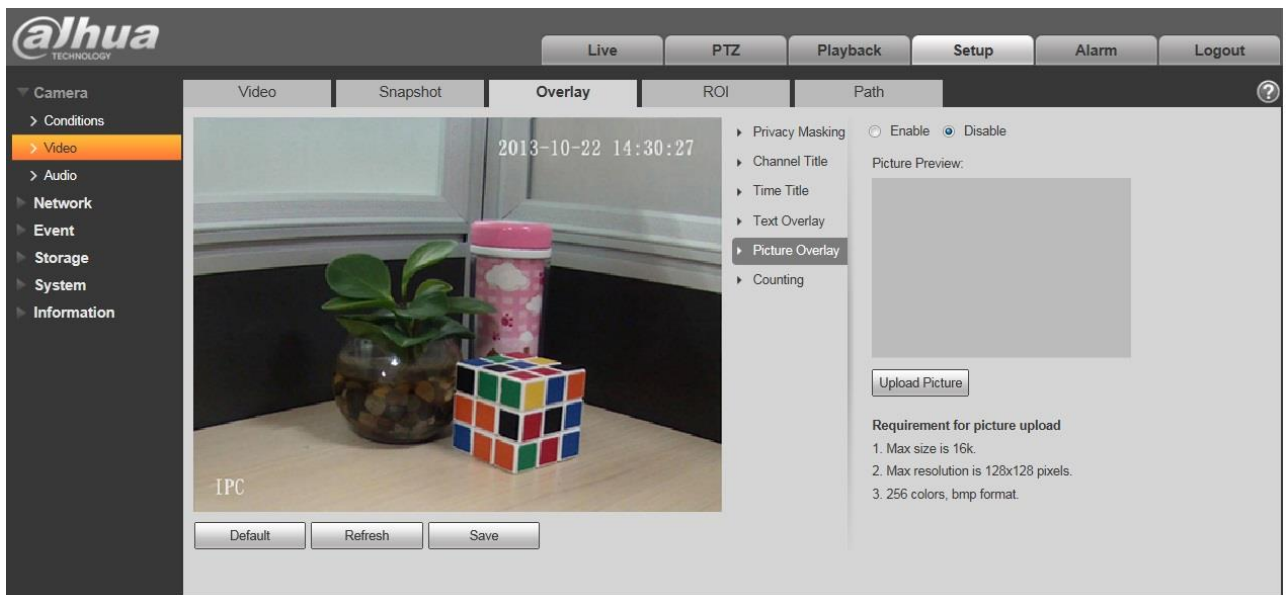 alhua
TECHNOLOGY
Live PTZ Playback Setup Alarm Logout
Camera
Conditions
Video
Audio
Network
Event
Storage
System
Information
Video Snapshot Overlay ROI Path
?
2013-10-22 14:30:27
IPC
Default Refresh Save
Privacy Masking
Channel Title
Time Title
Text Overlay
Picture Overlay
Counting
Enable Disable
Picture Preview:
Upload Picture
Requirement for picture upload
1. Max size is 16k.
2. Max resolution is 128x128 pixels.
3. 256 colors, bmp format.